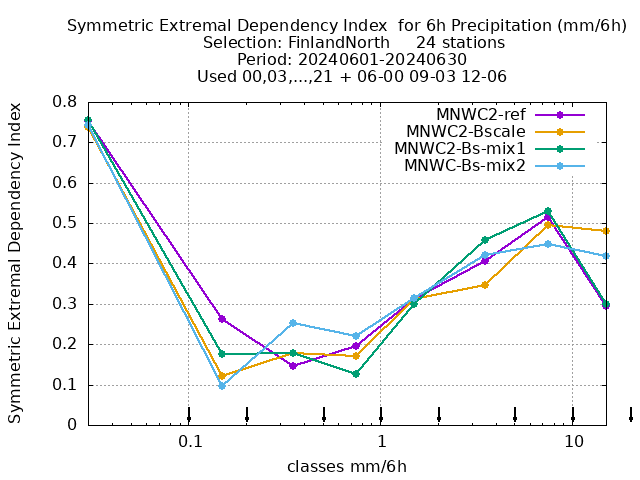 Symmetric Extremal Dependency Index  for 6h Precipitation (mm/6h)
Selection: FinlandNorth     24 stations
Period: 20240601-20240630
Used 00,03,...,21 + 06-00 09-03 12-06
Symmetric Extremal Dependency Index
0.8
0.7
0.6
0.5
0.4
0.3
0.2
0.1
0
MNWC2-ref
MNWC2-Bscale
MNWC2-Bs-mix1
MNWC-Bs-mix2
0.1 1 10
classes mm/6h